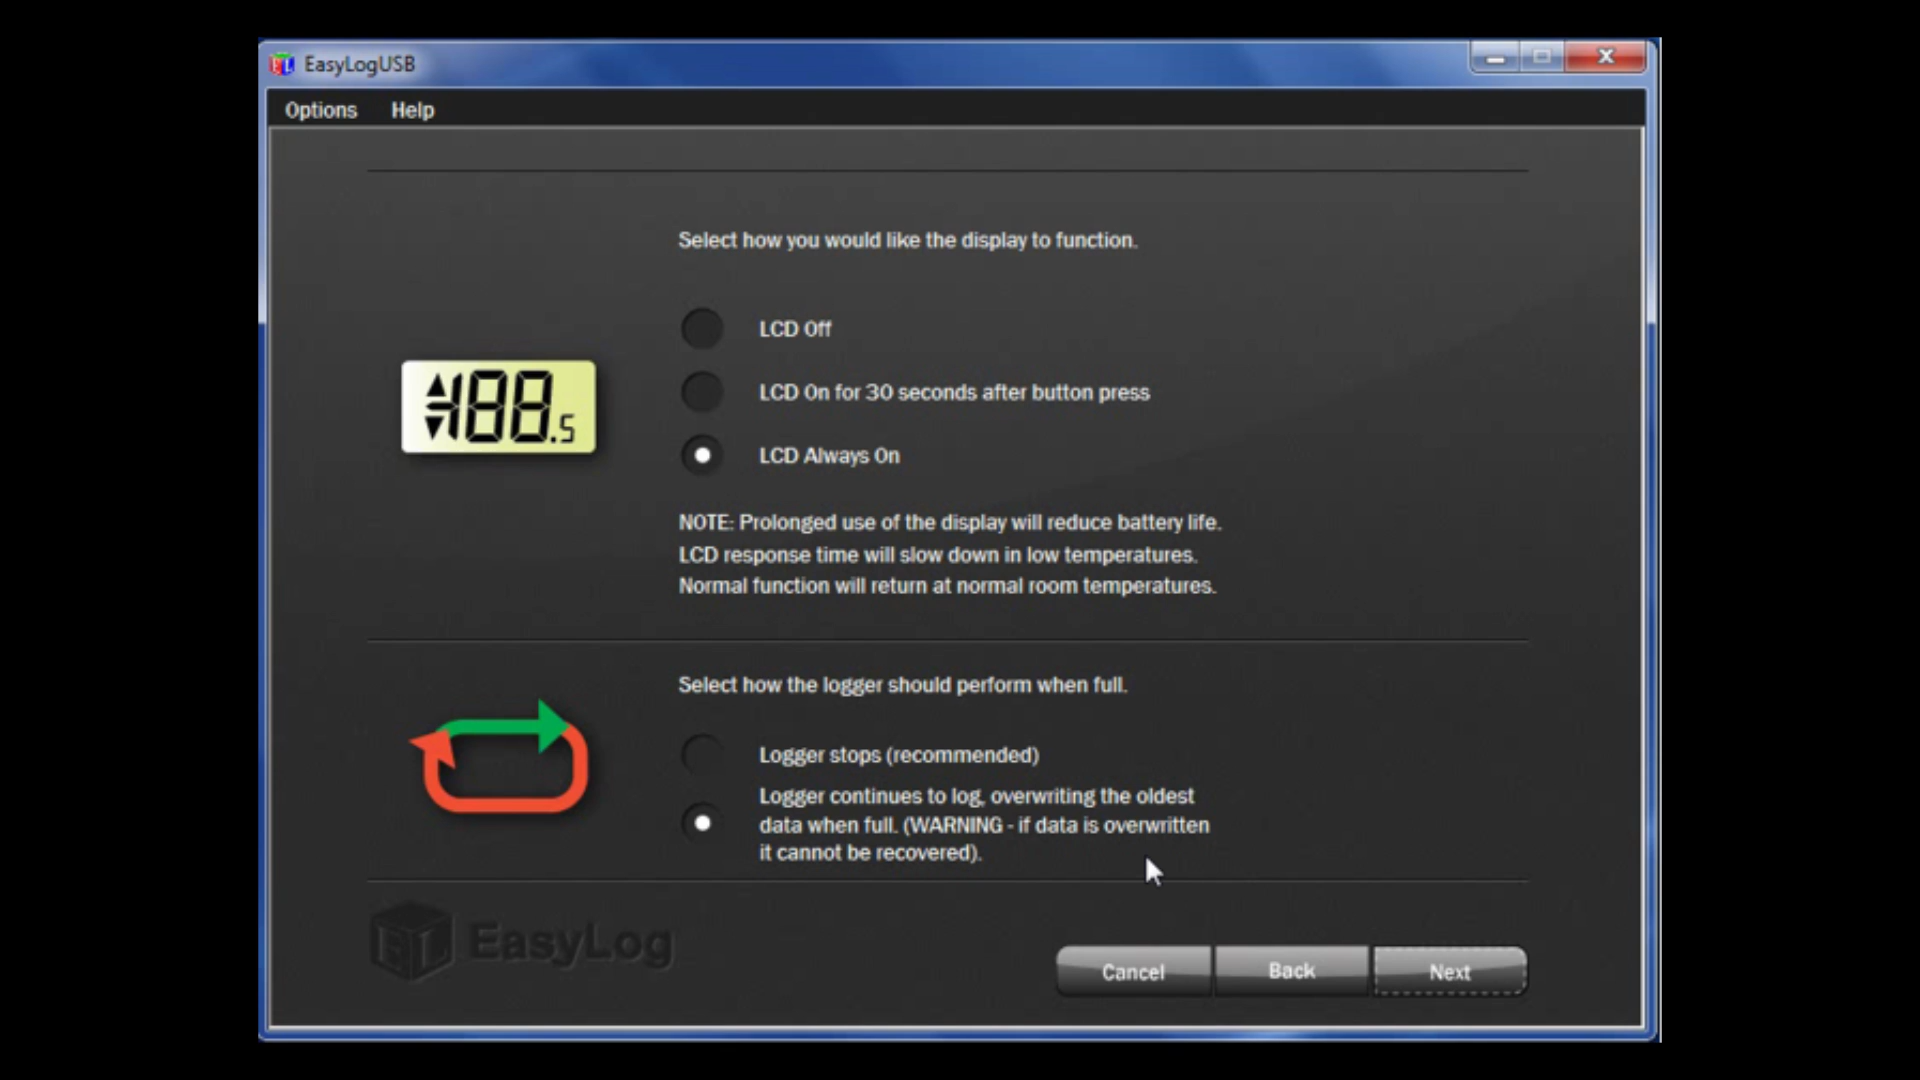 EasyLogUSB
Options Help
Select how you would like the display to function.
LCD Off
LCD On for 30 seconds after button press
188.5
LCD Always On
NOTE: Prolonged use of the display will reduce battery life.
LCD response time will slow down in low temperatures.
Normal function will return at normal room temperatures.
Select how the logger should perform when full.
Logger stops (recommended)
Logger continues to log, overwriting the oldest
data when full. (WARNING - if data is overwritten
it cannot be recovered).
EL EasyLog
Cancel Back Next